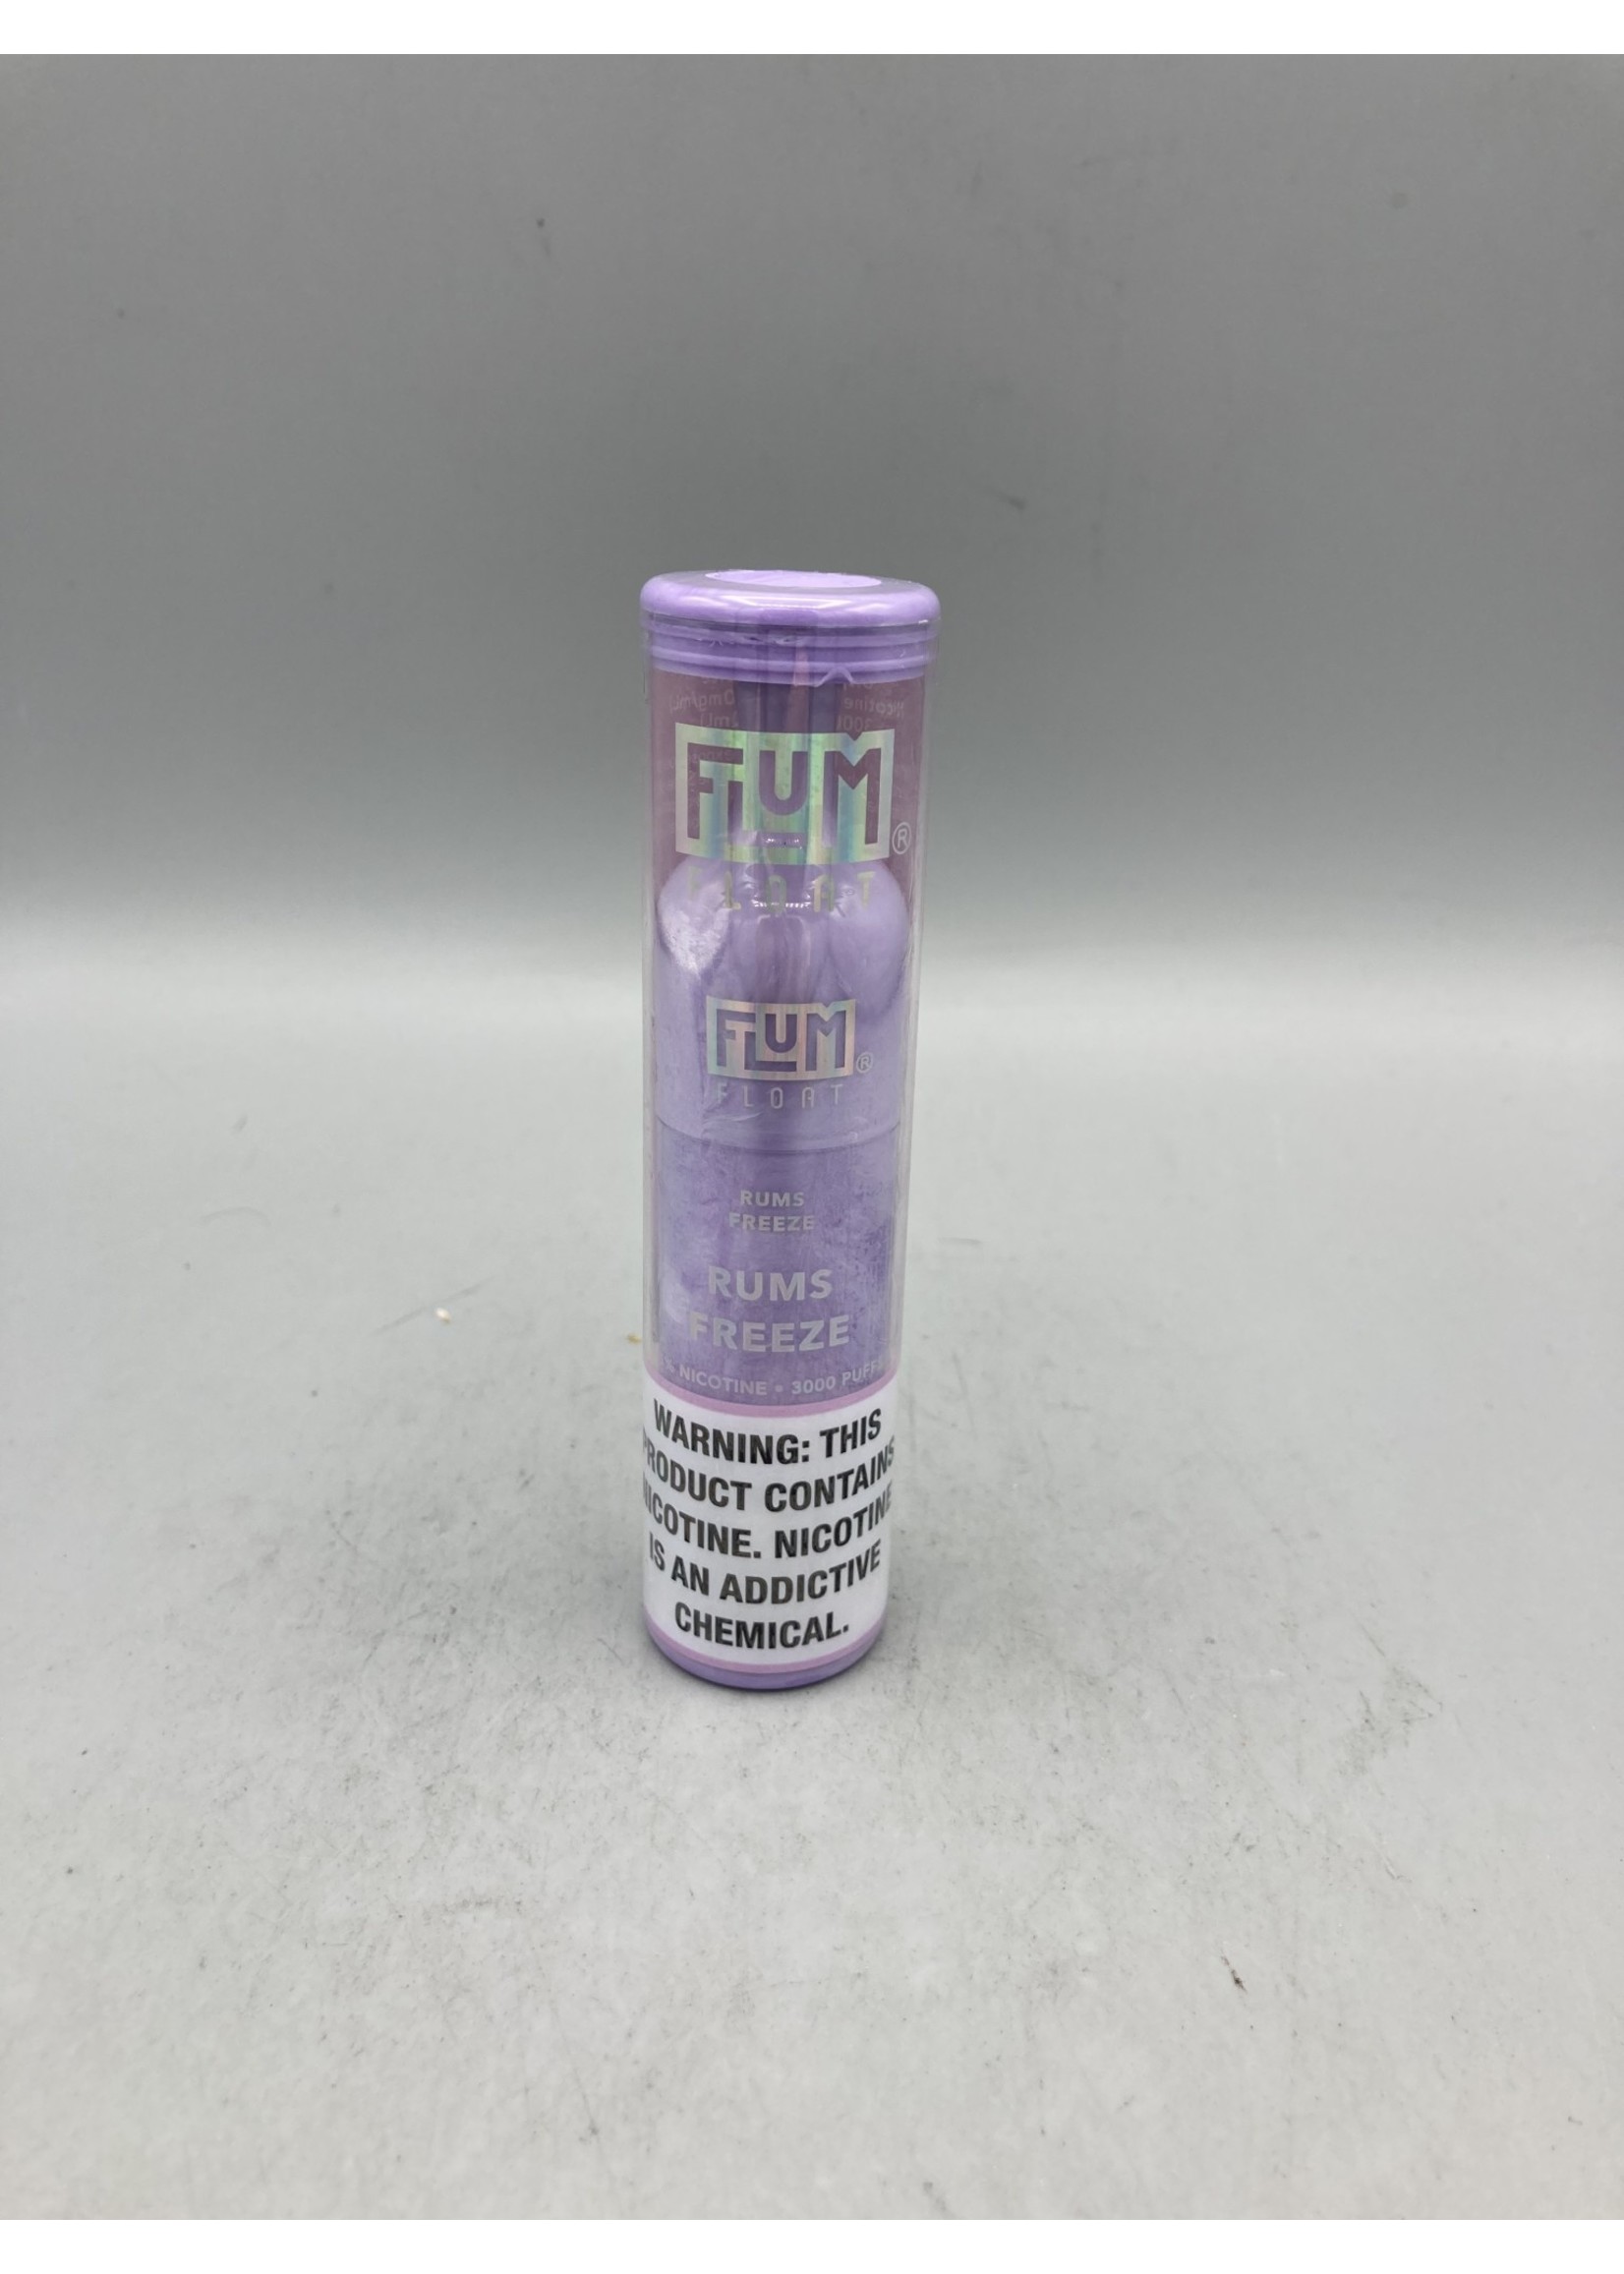 FLUM®
FLOAT
FLUM®
FLOAT
RUMS
FREEZE
RUMS
FREEZE
% NICOTINE • 3000 PUFFS
WARNING: THIS
PRODUCT CONTAINS
NICOTINE. NICOTINE
IS AN ADDICTIVE
CHEMICAL.